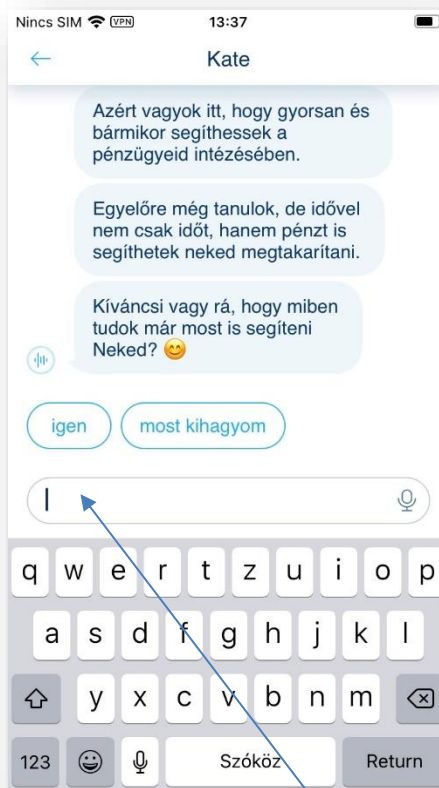 Nincs SIM VPN 13:37
Kate
Azért vagyok itt, hogy gyorsan és
bármikor segíthessek a
pénzügyeid intézésében.
Egyelőre még tanulok, de idővel
nem csak időt, hanem pénzt is
segíthetek neked megtakarítani.
Kíváncsi vagy rá, hogy miben
tudok már most is segíteni
Neked? 😊
igen most kihagyom
q w e r t z u i o p
a s d f g h j k l
y x c v b n m
123 Szóköz Return